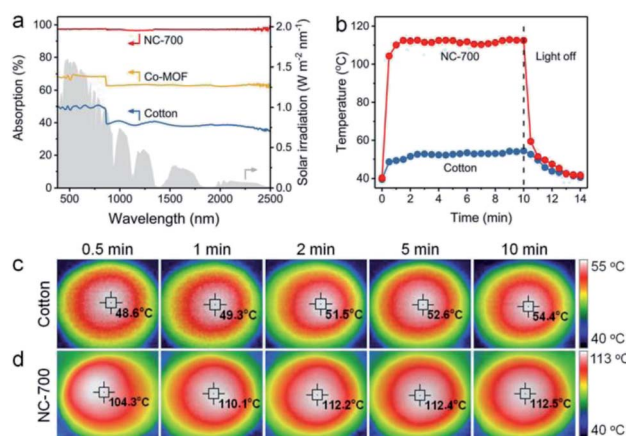 a
100
80
60
40
20
0
Absorption (%)
NC-700
Co-MOF
Cotton
2.0
1.5
1.0
0.5
0.0
Solar irradiation (W m⁻² nm⁻¹)
500 1000 1500 2000 2500
Wavelength (nm)
b
120
100
80
60
40
Temperature (°C)
NC-700
Light off
Cotton
0 2 4 6 8 10 12 14
Time (min)
0.5 min 1 min 2 min 5 min 10 min
c
Cotton
48.6°C 49.3°C 51.5°C 52.6°C 54.4°C
55 °C
40 °C
d
NC-700
104.3°C 110.1°C 112.2°C 112.4°C 112.5°C
113 °C
40 °C